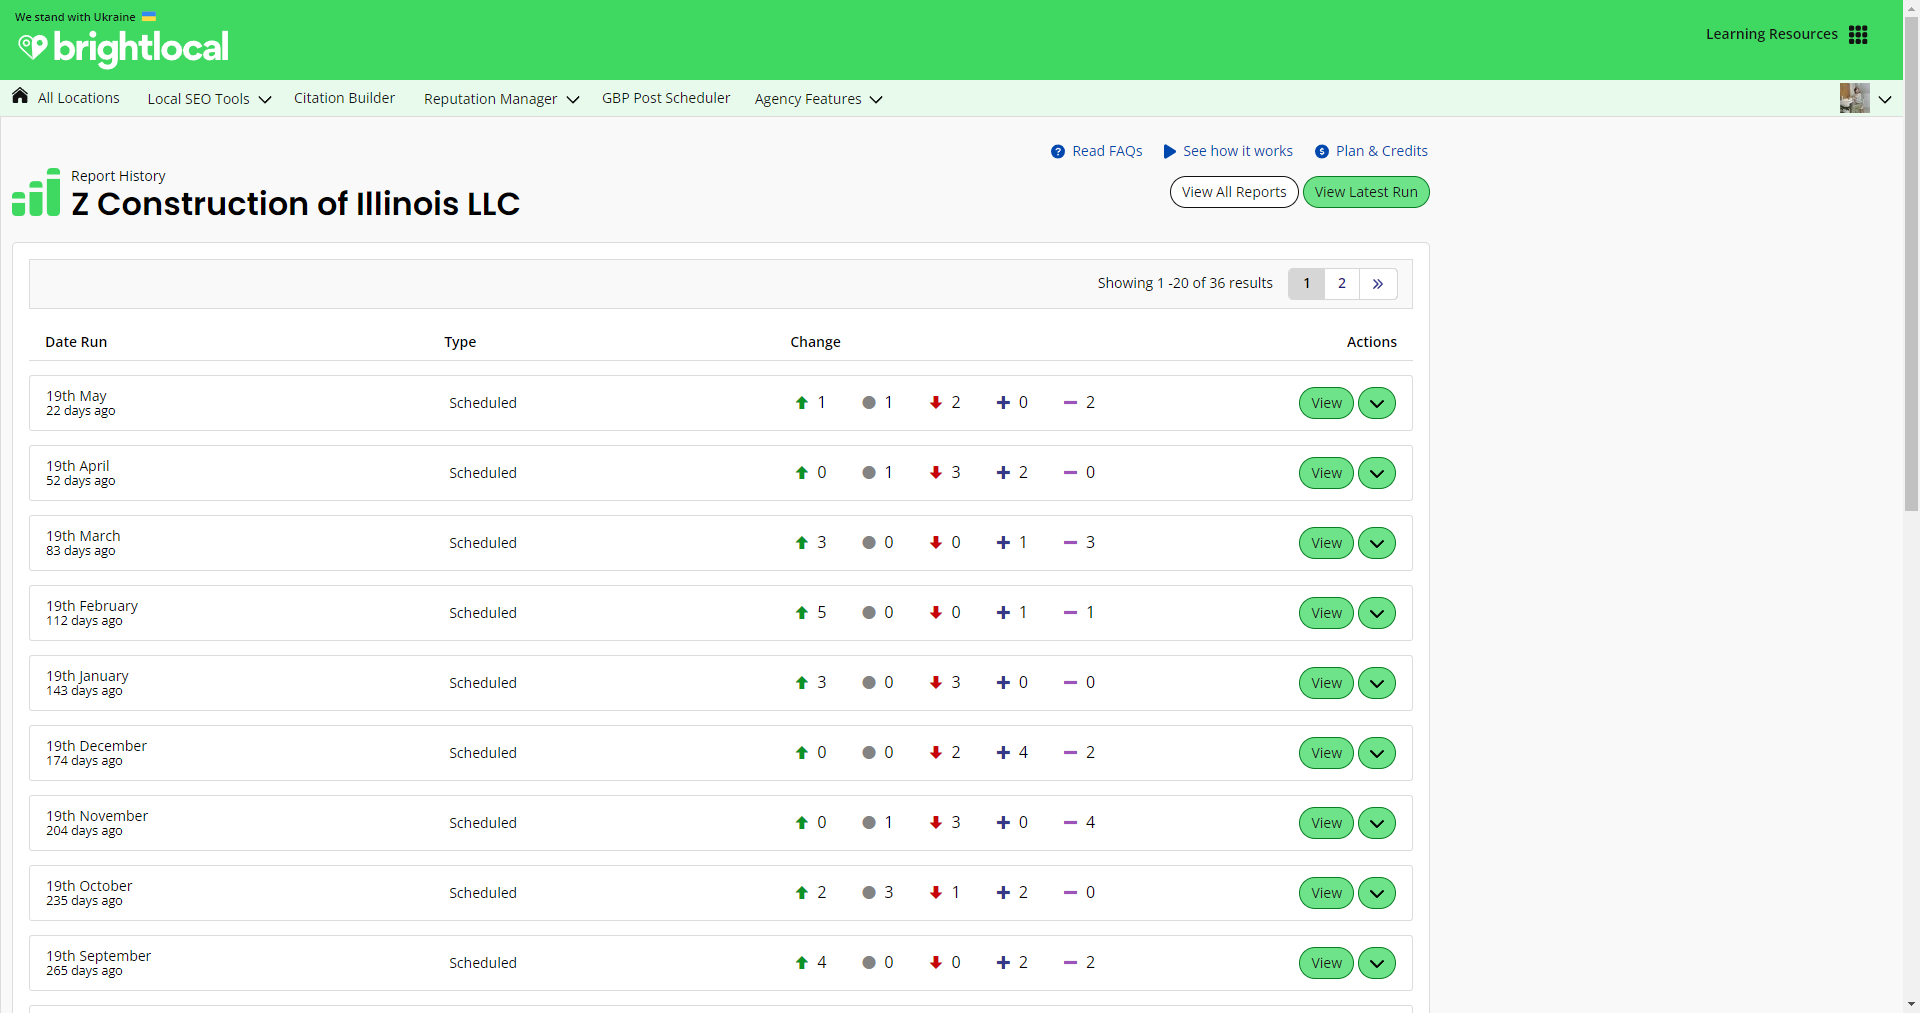 We stand with Ukraine
brightlocal
Learning Resources
All Locations Local SEO Tools Citation Builder Reputation Manager GBP Post Scheduler Agency Features
Read FAQs See how it works Plan & Credits
Report History
Z Construction of Illinois LLC
View All Reports View Latest Run
Showing 1 -20 of 36 results 1 2 »
Date Run Type Change Actions
19th May
22 days ago
Scheduled 1 1 2 0 2 View
19th April
52 days ago
Scheduled 0 1 3 2 0 View
19th March
83 days ago
Scheduled 3 0 0 1 3 View
19th February
112 days ago
Scheduled 5 0 0 1 1 View
19th January
143 days ago
Scheduled 3 0 3 0 0 View
19th December
174 days ago
Scheduled 0 0 2 4 2 View
19th November
204 days ago
Scheduled 0 1 3 0 4 View
19th October
235 days ago
Scheduled 2 3 1 2 0 View
19th September
265 days ago
Scheduled 4 0 0 2 2 View